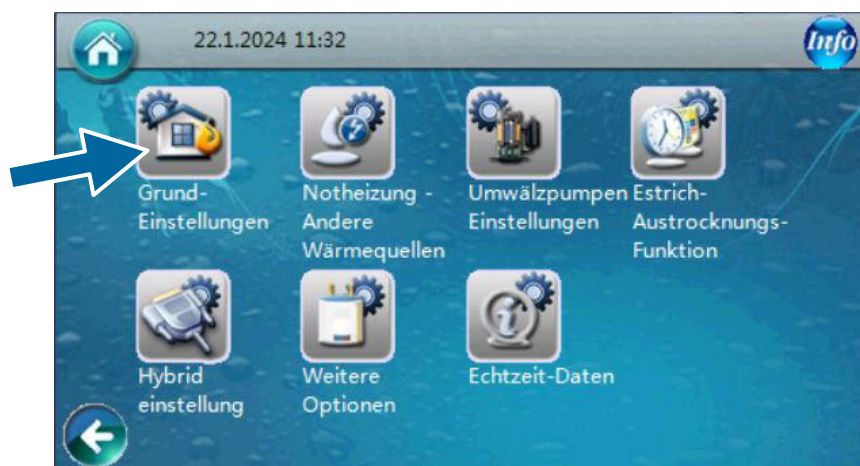 22.1.2024 11:32
Info
Grund-
Einstellungen
Notheizung -
Andere
Wärmequellen
Umwälzpumpen
Einstellungen
Estrich-
Austrocknungs-
Funktion
Hybrid
einstellung
Weitere
Optionen
Echtzeit-Daten